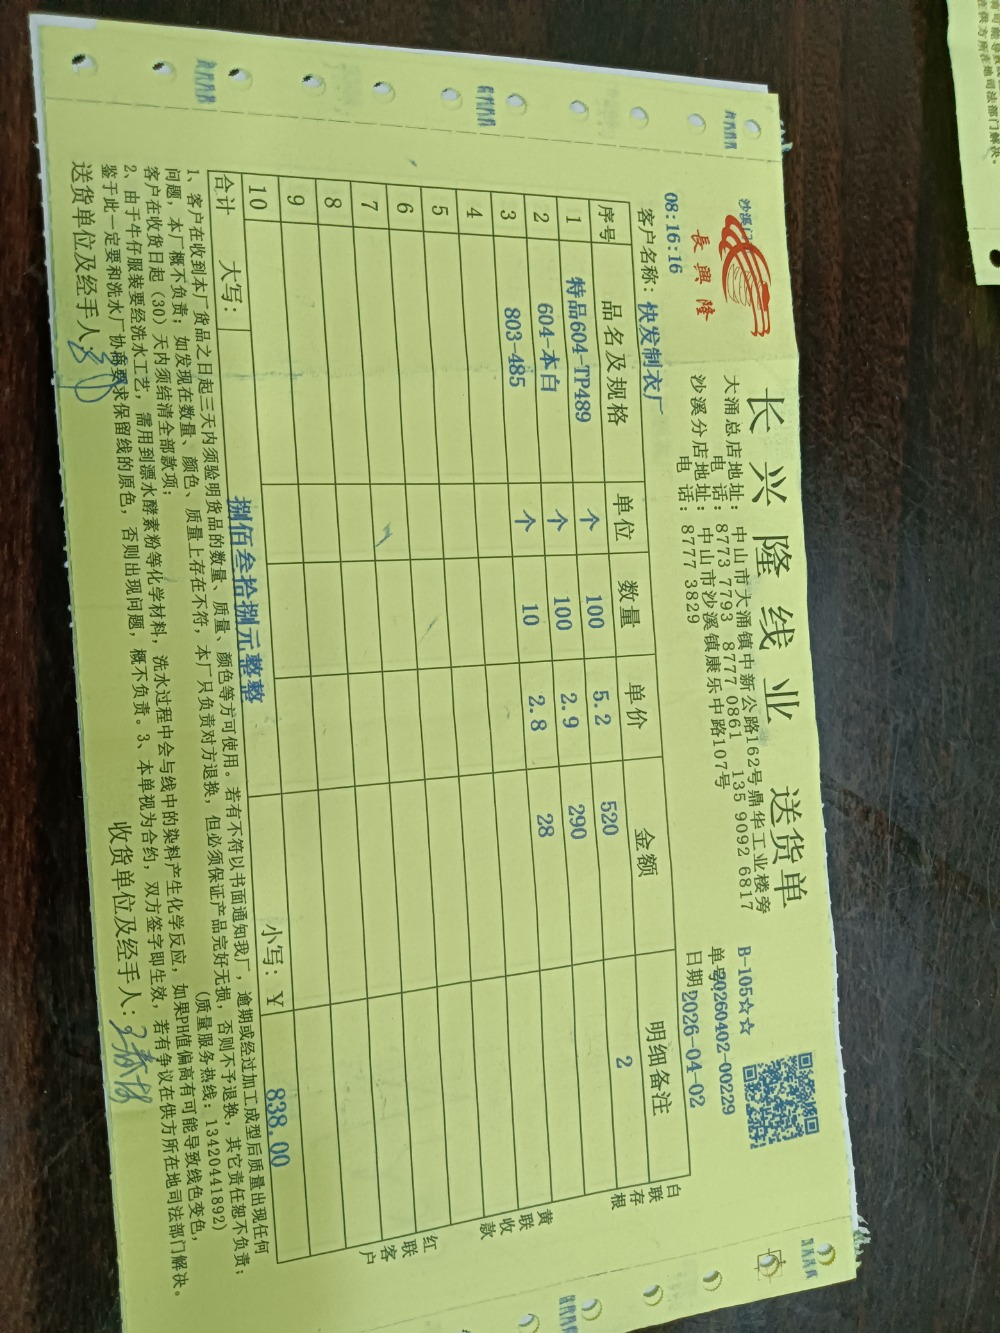 長興隆
沙溪门
长兴隆线业 送货单
大涌总店地址: 中山市大涌镇中新公路162号鼎华工业楼旁
电 话: 8773 7793 8777 0861 135 9092 6817
沙溪分店地址: 中山市沙溪镇康乐中路107号
电 话: 8777 3829
B-105☆☆
单号:20260402-00229
日期:2026-04-02
08:16:16
客户名称: 快发制衣厂
序号 品名及规格 单位 数量 单价 金额 明细备注
1 特品604-TP489 个 100 5.2 520 2
2 604-本白 个 100 2.9 290
3 803-485 个 10 2.8 28
4
5
6
7
8
9
10
合计 大写: 捌佰叁拾捌元整整 小写: ¥ 838.00
白联存根
黄联收款
红联客户
1、客户在收到本厂货品之日起三天内须验明货品的数量、质量、颜色等方可使用。若有不符以书面通知我厂, 逾期或经过加工成型后质量出现任何
问题, 本厂概不负责; 如发现在数量、颜色、质量上存在不符, 本厂只负责对方退换, 但必须保证产品完好无损, 否则不予退换, 其它责任恕不负责;
客户在收货日起 (30) 天内须结清全部款项; (质量服务热线: 13420441892)
2、由于牛仔服装要经洗水工艺, 需用到漂水酵素粉等化学材料, 洗水过程中会与线中的染料产生化学反应, 如果PH值偏高有可能导致线色变色,
鉴于此一定要和洗水厂协商要求保留线的原色, 否则出现问题, 概不负责。3、本单视为合约, 双方签字即生效, 若有争议在供方所在地司法部门解决。
送货单位及经手人: 收货单位及经手人:
在供方所在地司法部门解决。